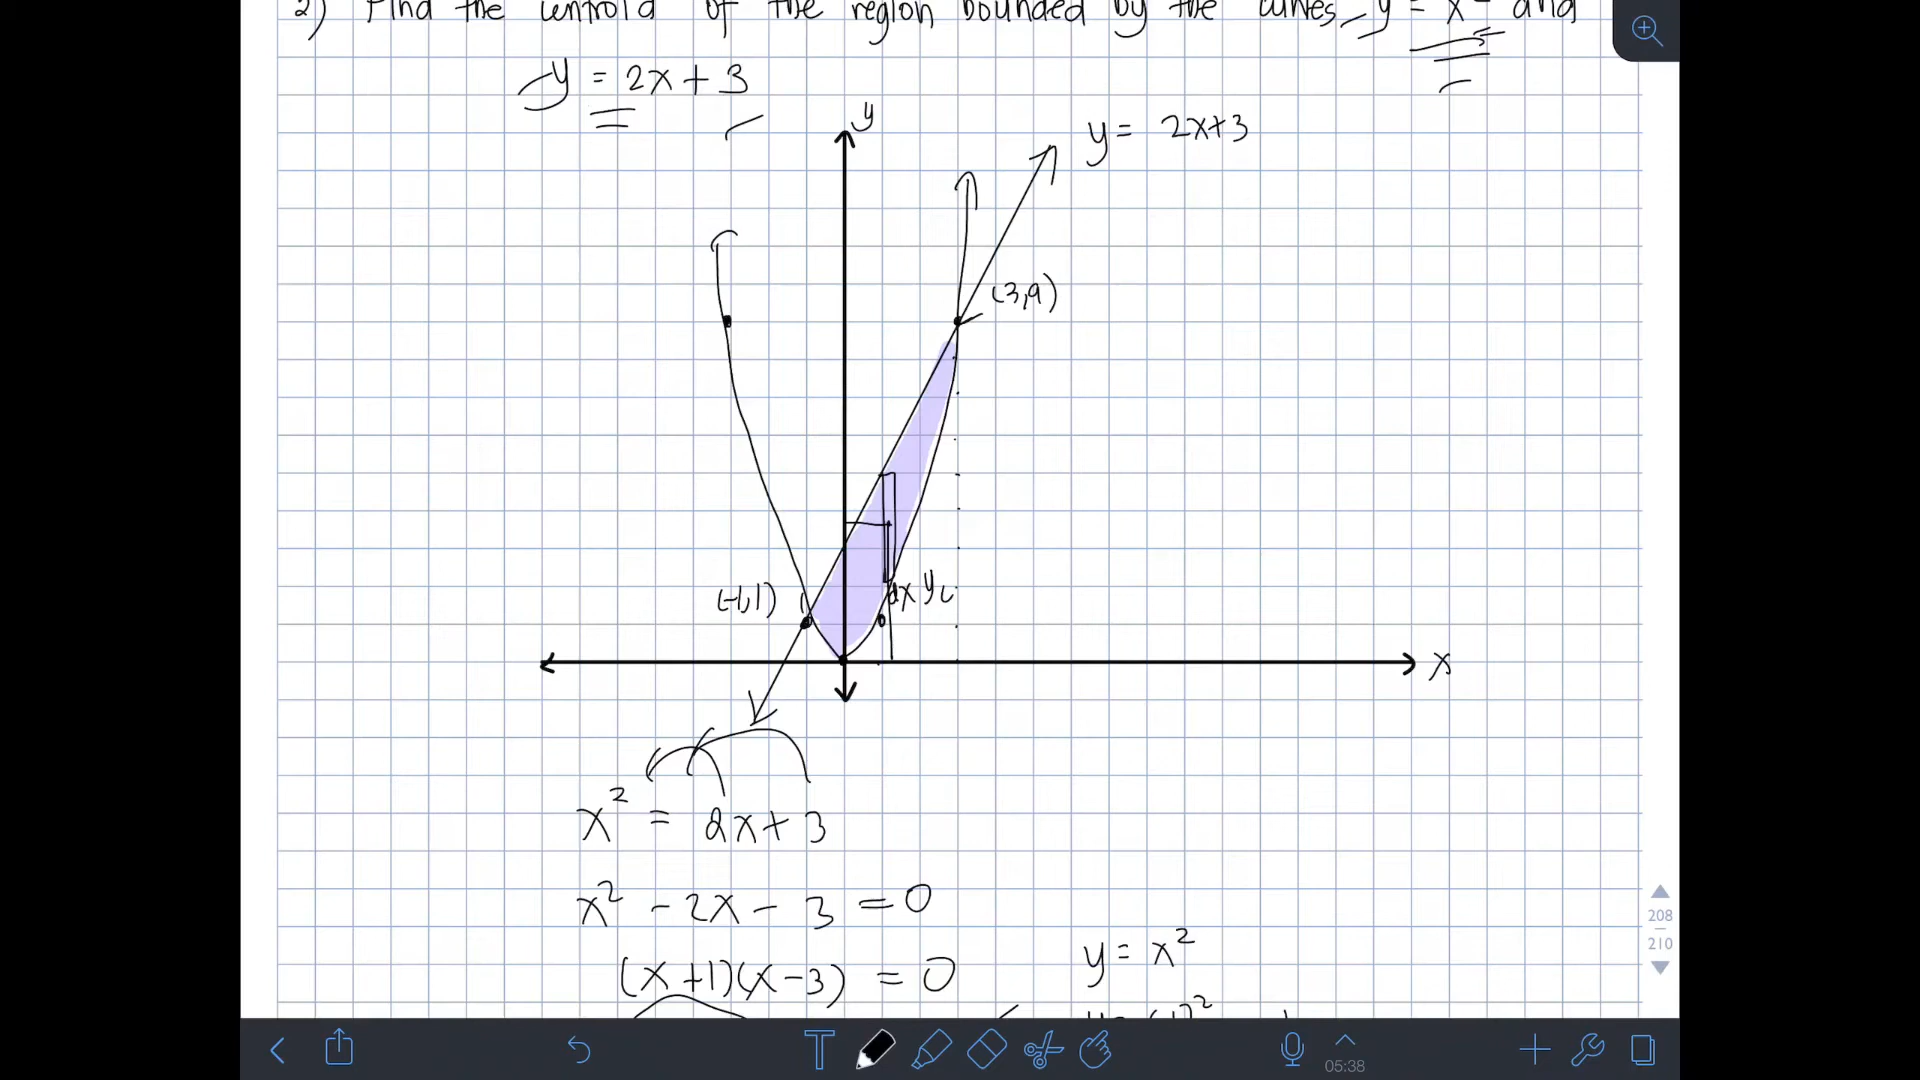 2) Find the centroid of the region bounded by the curves y = x² and
y = 2x + 3
y
y = 2x+3
(3,9)
(-1,1)
dx yc
x
x² = 2x + 3
x² - 2x - 3 = 0
(x+1)(x-3) = 0
y = x²
208
210
T
05:38